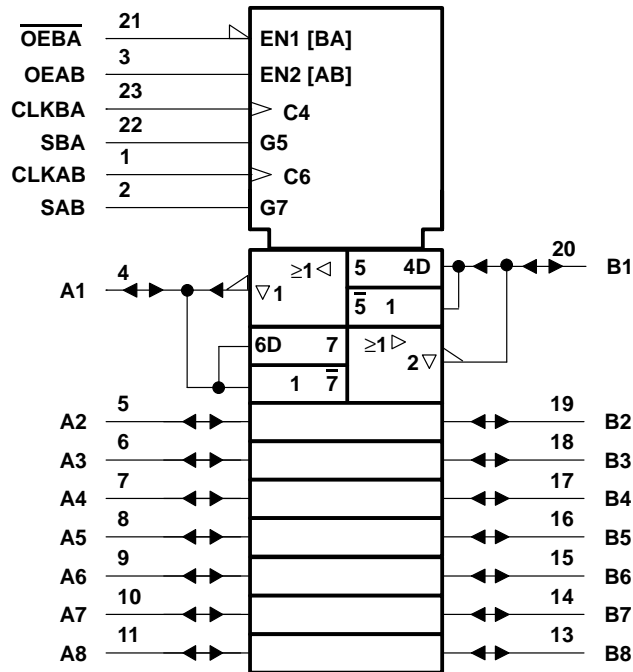 21
O̅E̅B̅A̅ EN1 [BA]
3
OEAB EN2 [AB]
23
CLKBA C4
22
SBA G5
1
CLKAB C6
2
SAB G7
4 ≥1 5 4D 20
A1 ▽1 5̅ 1 B1
6D 7 ≥1 2▽
1 7̅
5 19
A2 B2
6 18
A3 B3
7 17
A4 B4
8 16
A5 B5
9 15
A6 B6
10 14
A7 B7
11 13
A8 B8